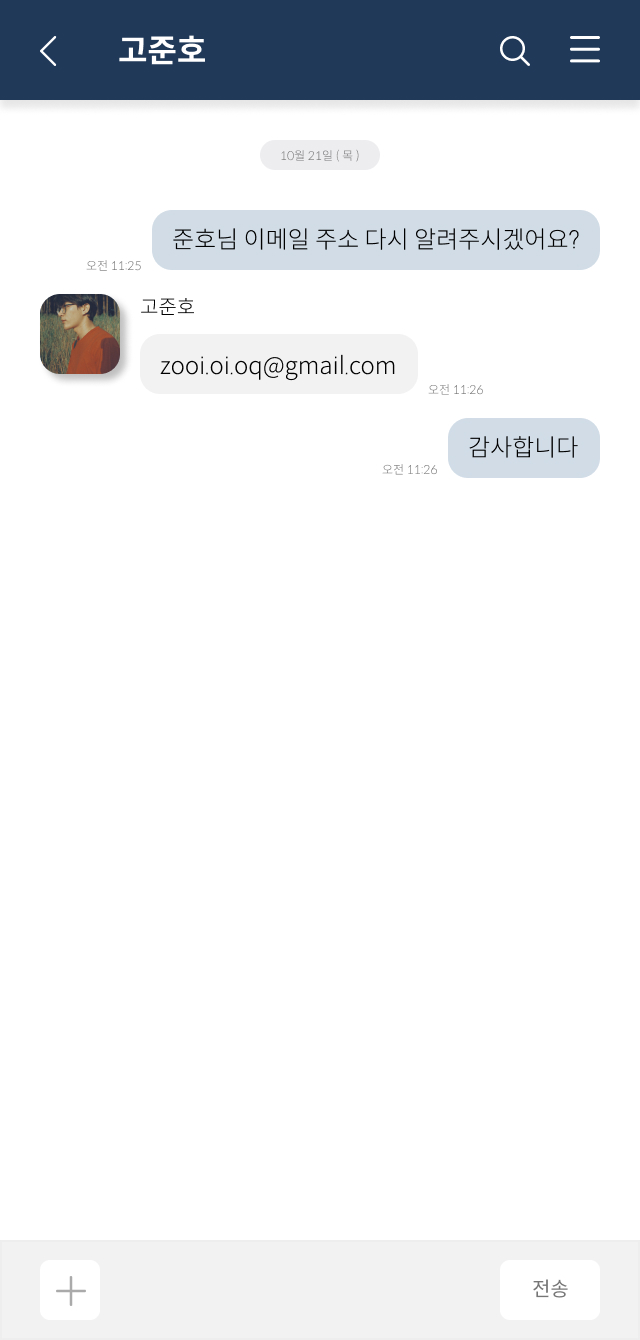 고준호
10월 21일 ( 목 )
준호님 이메일 주소 다시 알려주시겠어요?
오전 11:25
고준호
zooi.oi.oq@gmail.com
오전 11:26
감사합니다
오전 11:26
전송